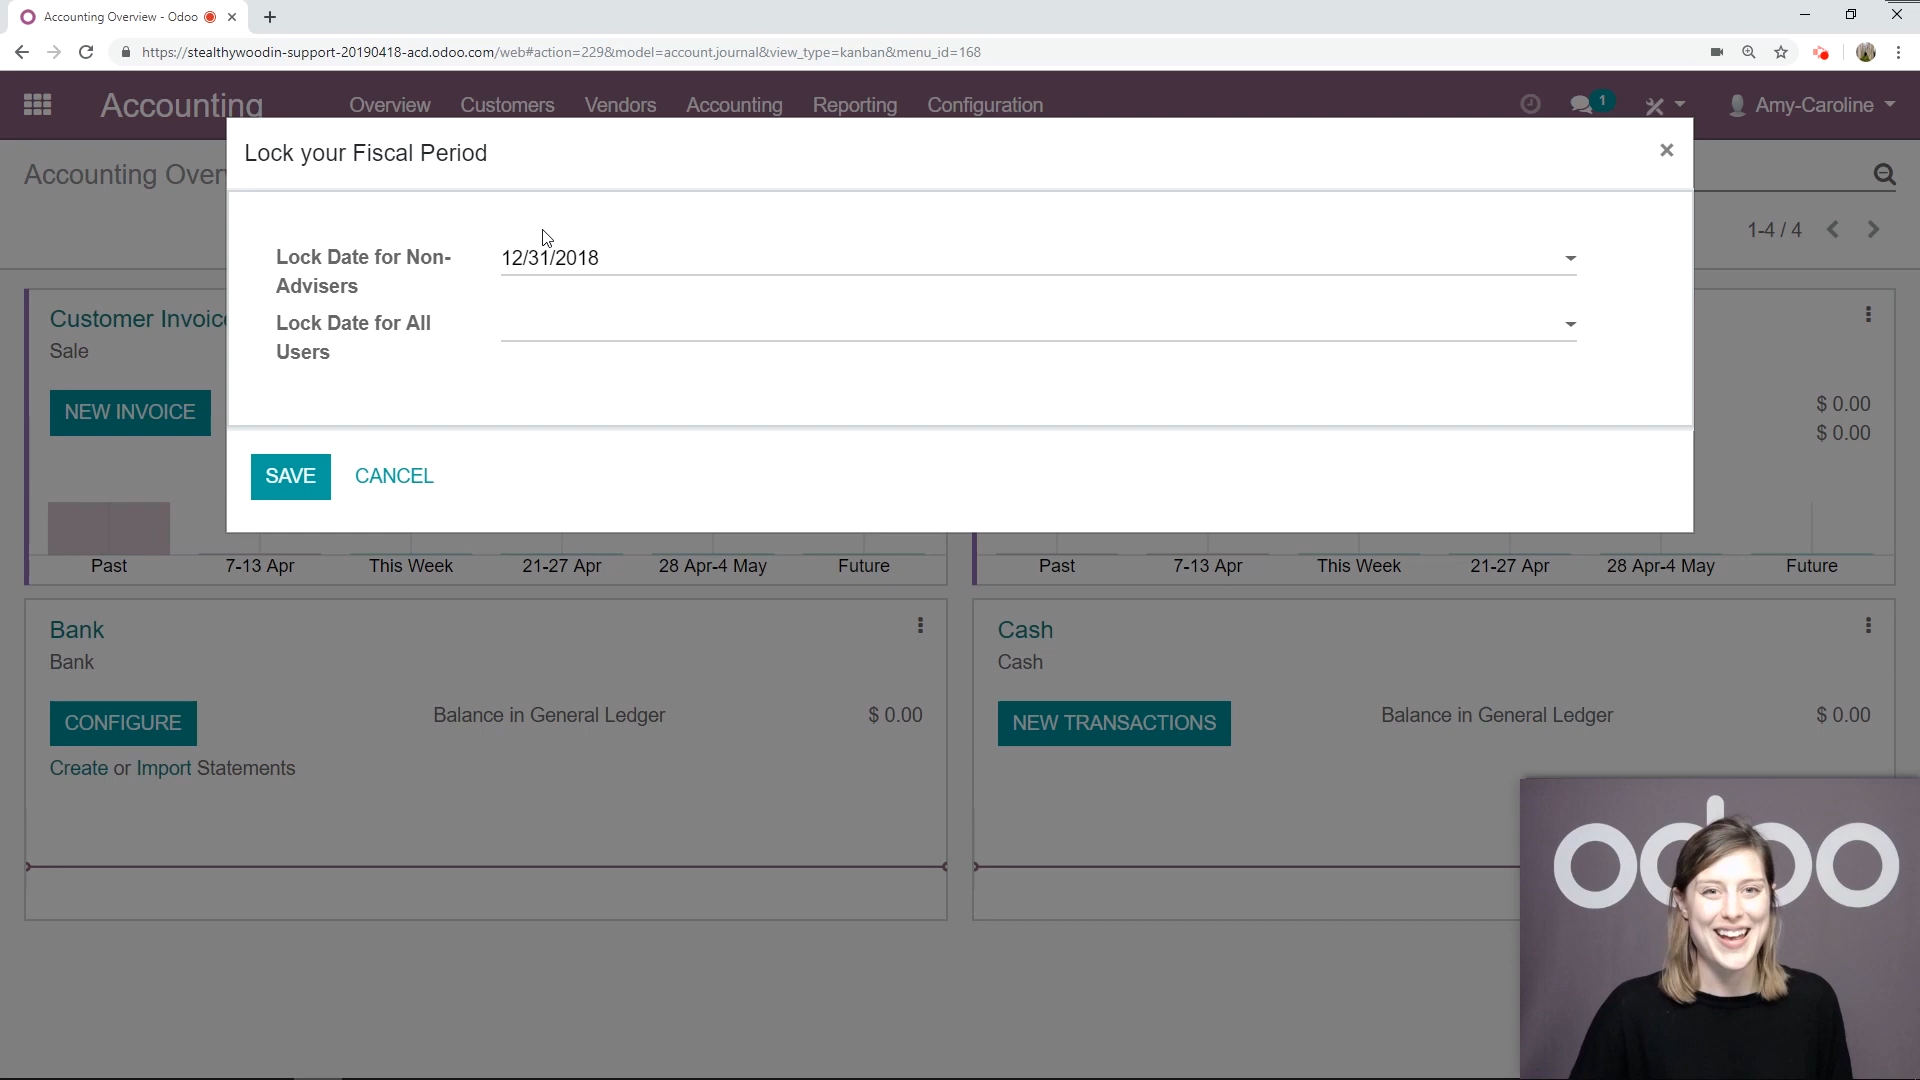 Accounting Overview - Odoo
https://stealthywoodin-support-20190418-acd.odoo.com/web#action=229&model=account.journal&view_type=kanban&menu_id=168
Accounting Overview Customers Vendors Accounting Reporting Configuration 1 Amy-Caroline
Lock your Fiscal Period ×
Accounting Over
1-4 / 4
Lock Date for Non-
Advisers
12/31/2018
Lock Date for All
Users
Customer Invoic
Sale
NEW INVOICE
$ 0.00
$ 0.00
SAVE CANCEL
Past 7-13 Apr This Week 21-27 Apr 28 Apr-4 May Future
Past 7-13 Apr This Week 21-27 Apr 28 Apr-4 May Future
Bank
Bank
CONFIGURE
Balance in General Ledger $ 0.00
Create or Import Statements
Cash
Cash
NEW TRANSACTIONS
Balance in General Ledger $ 0.00
odoo